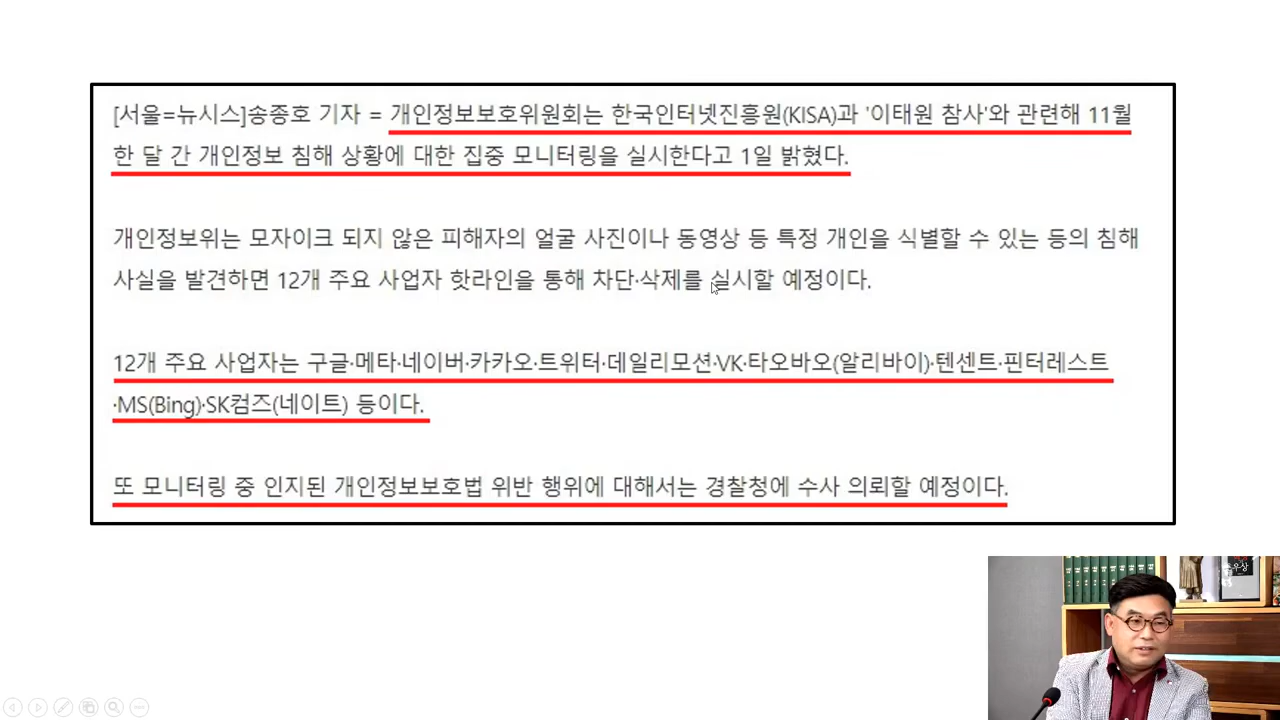 [서울=뉴시스]송종호 기자 = 개인정보보호위원회는 한국인터넷진흥원(KISA)과 '이태원 참사'와 관련해 11월
한 달 간 개인정보 침해 상황에 대한 집중 모니터링을 실시한다고 1일 밝혔다.
개인정보위는 모자이크 되지 않은 피해자의 얼굴 사진이나 동영상 등 특정 개인을 식별할 수 있는 등의 침해
사실을 발견하면 12개 주요 사업자 핫라인을 통해 차단·삭제를 실시할 예정이다.
12개 주요 사업자는 구글·메타·네이버·카카오·트위터·데일리모션·VK·타오바오(알리바이)·텐센트·핀터레스트
·MS(Bing)·SK컴즈(네이트) 등이다.
또 모니터링 중 인지된 개인정보보호법 위반 행위에 대해서는 경찰청에 수사 의뢰할 예정이다.